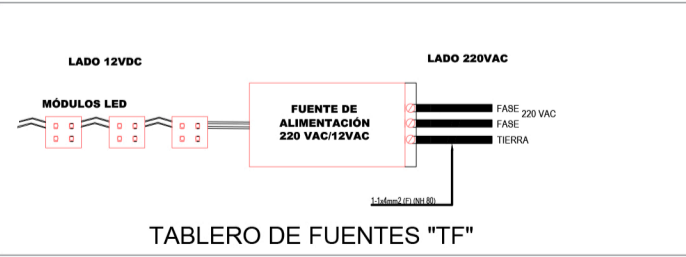 LADO 12VDC
LADO 220VAC
MÓDULOS LED
FUENTE DE
ALIMENTACIÓN
220 VAC/12VAC
FASE
220 VAC
FASE
TIERRA
1-1x4mm2 (F) (NH 80)
TABLERO DE FUENTES "TF"